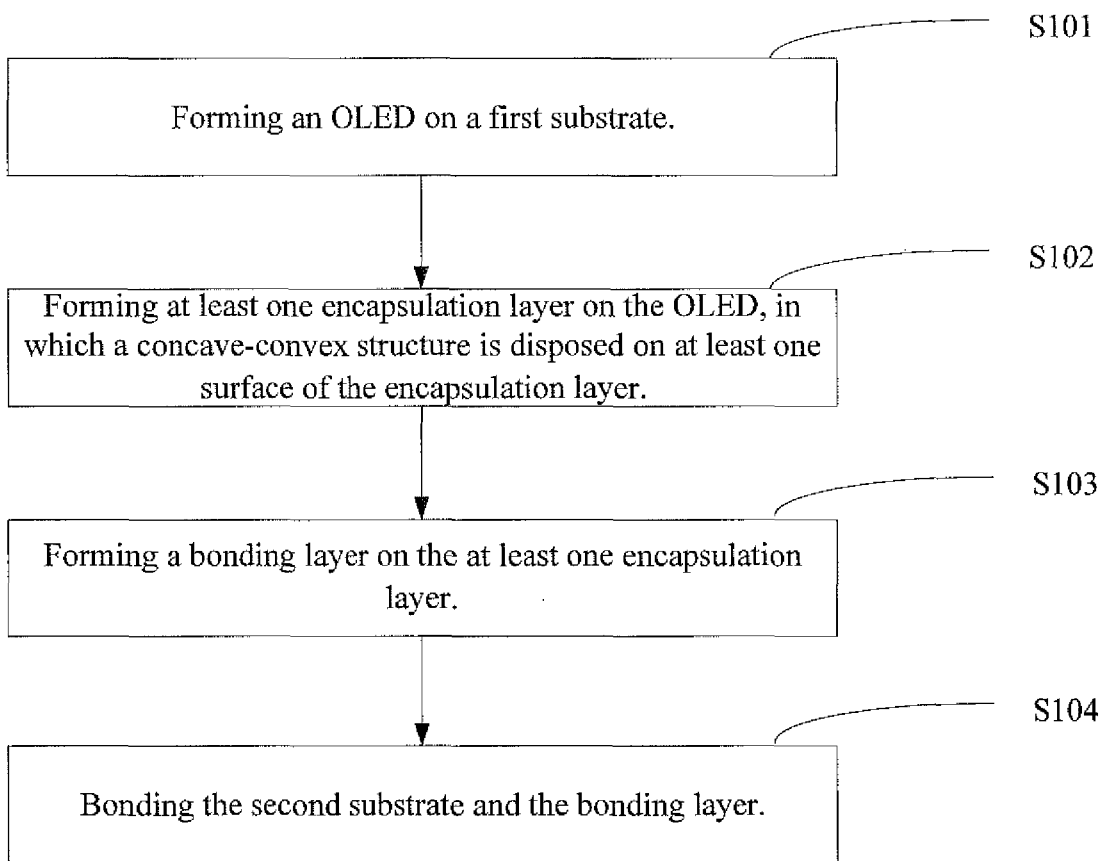 S101
Forming an OLED on a first substrate.
S102
Forming at least one encapsulation layer on the OLED, in
which a concave-convex structure is disposed on at least one
surface of the encapsulation layer.
S103
Forming a bonding layer on the at least one encapsulation
layer.
S104
Bonding the second substrate and the bonding layer.